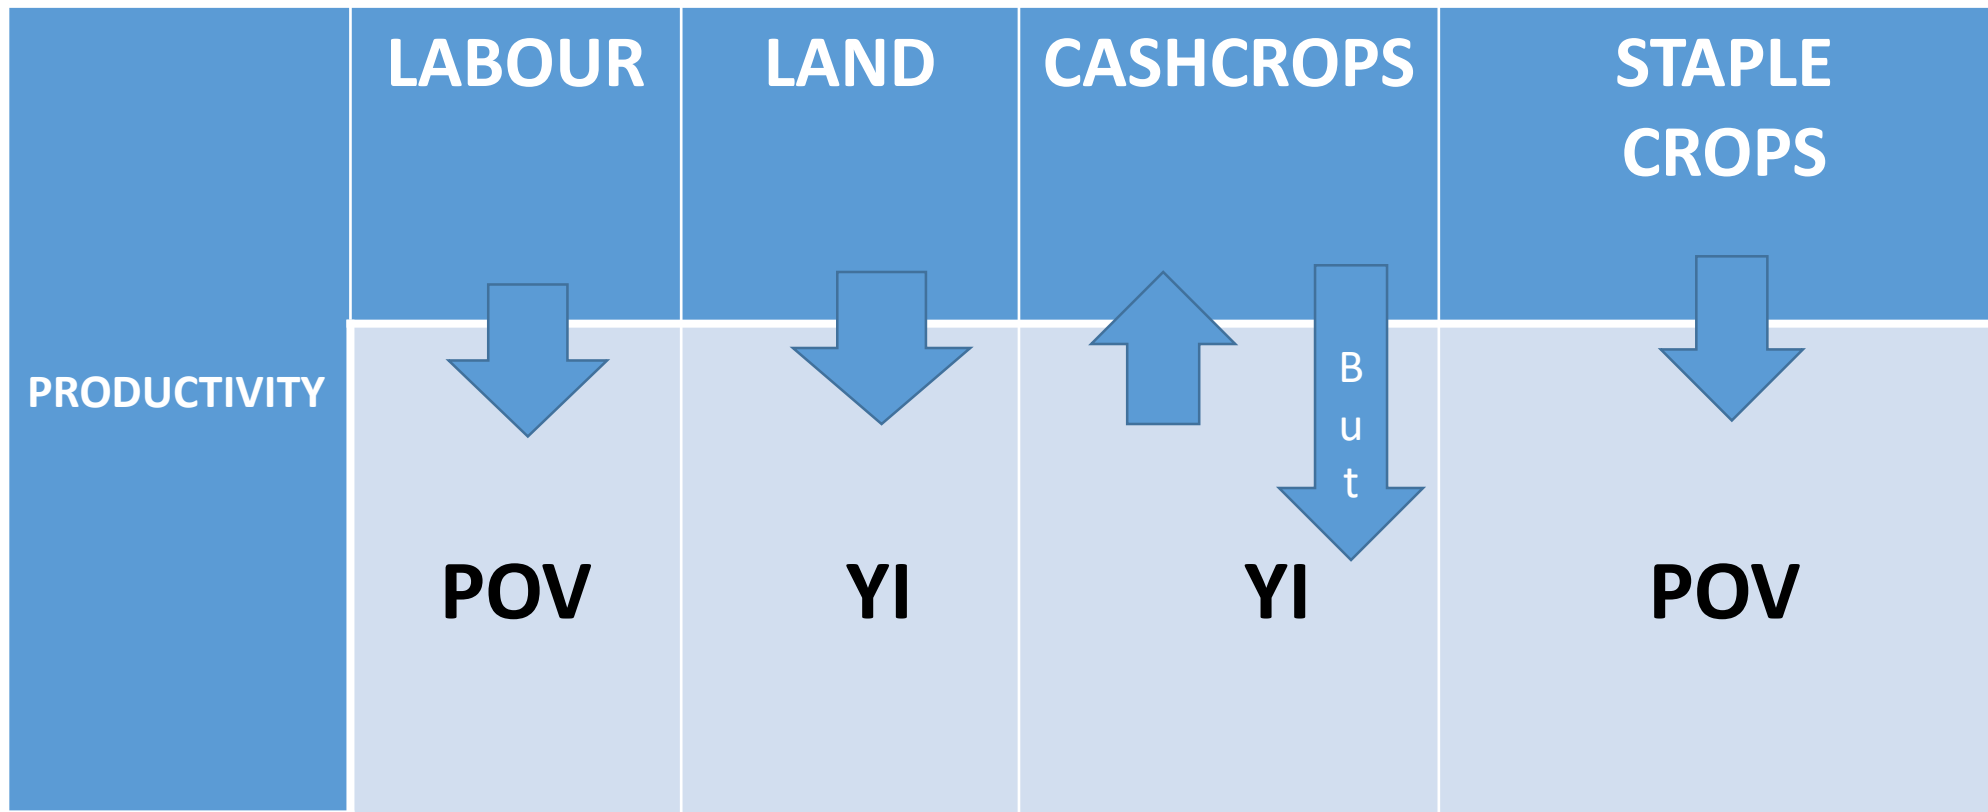 LABOUR
LAND
CASHCROPS
STAPLE
CROPS
PRODUCTIVITY
B
u
t
POV
YI
YI
POV